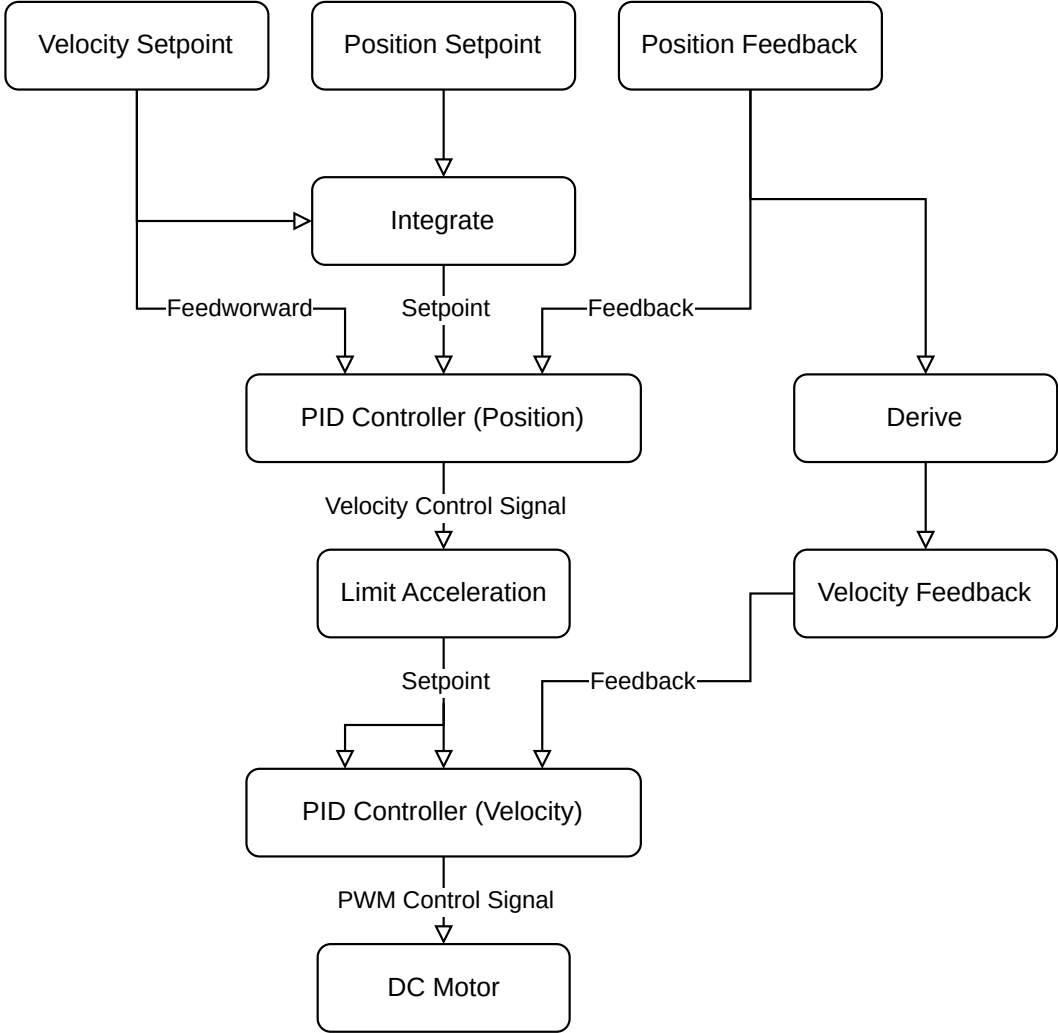 Velocity Setpoint
Position Setpoint
Position Feedback
Integrate
Feedworward
Setpoint
Feedback
PID Controller (Position)
Derive
Velocity Control Signal
Limit Acceleration
Velocity Feedback
Setpoint
Feedback
PID Controller (Velocity)
PWM Control Signal
DC Motor